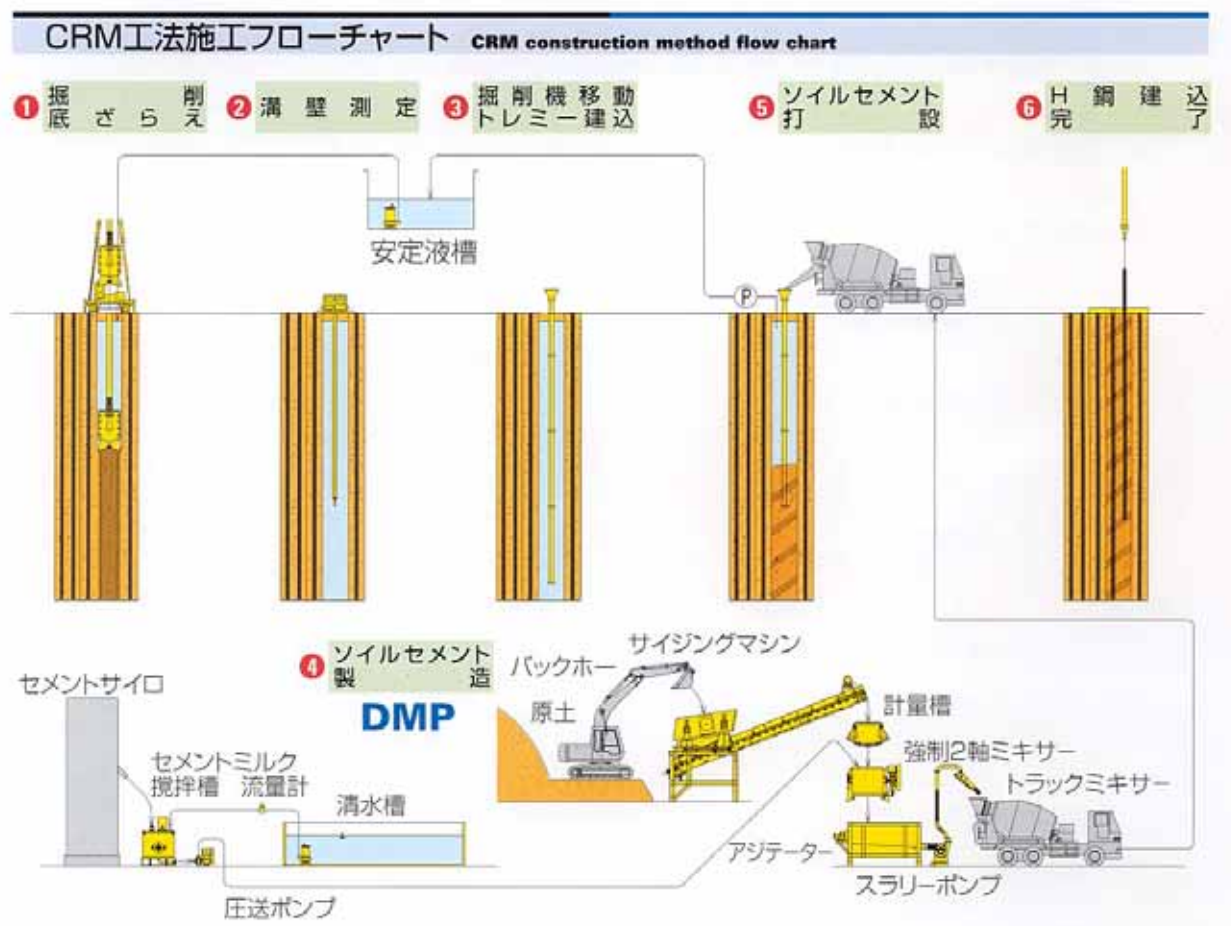 CRM工法施工フローチャート CRM construction method flow chart
❶ 掘削
底ざらえ
❷ 溝壁測定
❸ 掘削機移動
トレミー建込
❺ ソイルセメント
打設
❻ H鋼建込
完了
安定液槽
P
❹ ソイルセメント
製造
DMP
セメントサイロ
セメントミルク
撹拌槽 流量計
清水槽
圧送ポンプ
バックホー
原土
サイジングマシン
計量槽
強制2軸ミキサー
トラックミキサー
アジテーター
スラリーポンプ